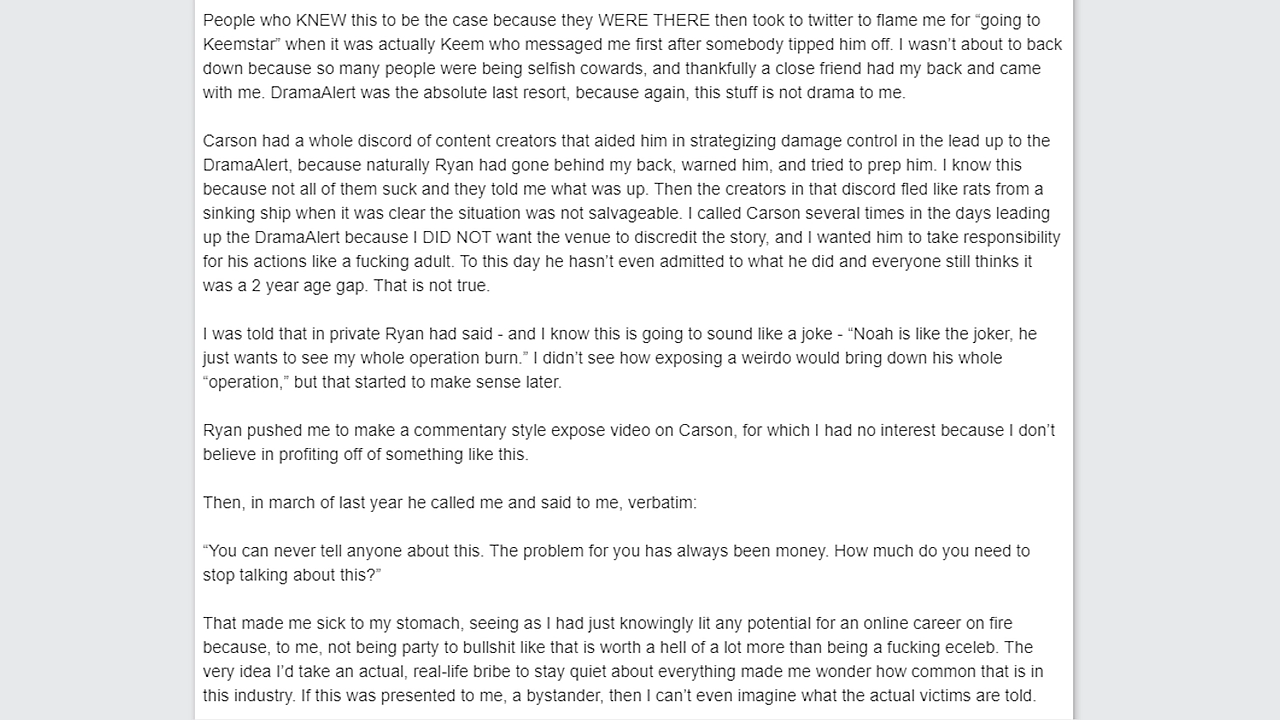 People who KNEW this to be the case because they WERE THERE then took to twitter to flame me for “going to
Keemstar” when it was actually Keem who messaged me first after somebody tipped him off. I wasn’t about to back
down because so many people were being selfish cowards, and thankfully a close friend had my back and came
with me. DramaAlert was the absolute last resort, because again, this stuff is not drama to me.
Carson had a whole discord of content creators that aided him in strategizing damage control in the lead up to the
DramaAlert, because naturally Ryan had gone behind my back, warned him, and tried to prep him. I know this
because not all of them suck and they told me what was up. Then the creators in that discord fled like rats from a
sinking ship when it was clear the situation was not salvageable. I called Carson several times in the days leading
up the DramaAlert because I DID NOT want the venue to discredit the story, and I wanted him to take responsibility
for his actions like a fucking adult. To this day he hasn’t even admitted to what he did and everyone still thinks it
was a 2 year age gap. That is not true.
I was told that in private Ryan had said - and I know this is going to sound like a joke - “Noah is like the joker, he
just wants to see my whole operation burn.” I didn’t see how exposing a weirdo would bring down his whole
“operation,” but that started to make sense later.
Ryan pushed me to make a commentary style expose video on Carson, for which I had no interest because I don’t
believe in profiting off of something like this.
Then, in march of last year he called me and said to me, verbatim:
“You can never tell anyone about this. The problem for you has always been money. How much do you need to
stop talking about this?”
That made me sick to my stomach, seeing as I had just knowingly lit any potential for an online career on fire
because, to me, not being party to bullshit like that is worth a hell of a lot more than being a fucking eceleb. The
very idea I’d take an actual, real-life bribe to stay quiet about everything made me wonder how common that is in
this industry. If this was presented to me, a bystander, then I can’t even imagine what the actual victims are told.